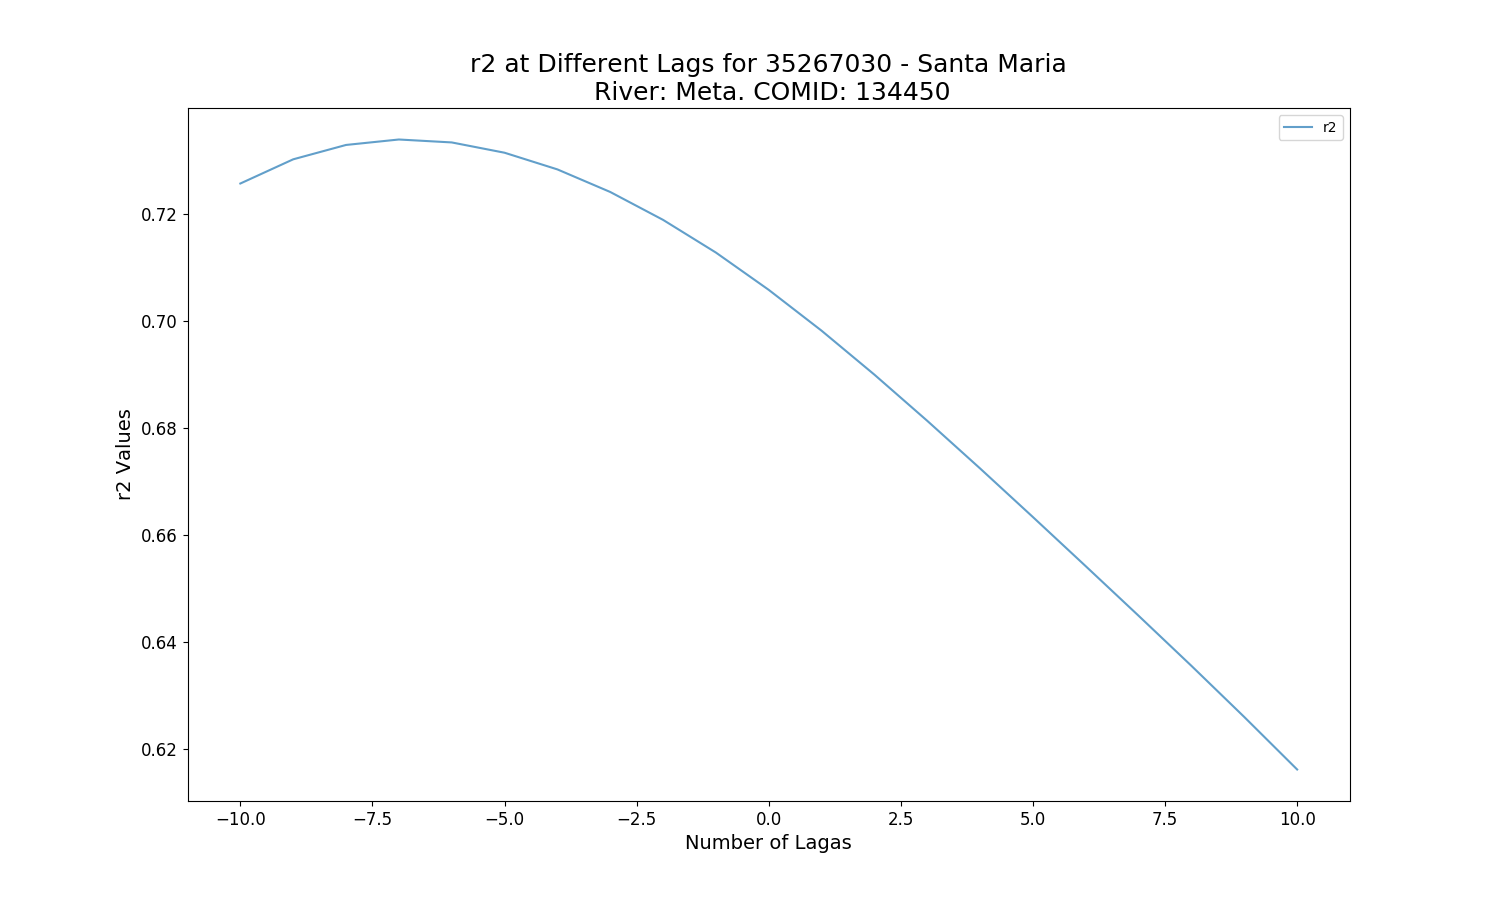 r2 at Different Lags for 35267030 - Santa Maria
River: Meta. COMID: 134450
r2
0.72
0.70
0.68
0.66
0.64
0.62
r2 Values
−10.0 −7.5 −5.0 −2.5 0.0 2.5 5.0 7.5 10.0
Number of Lagas